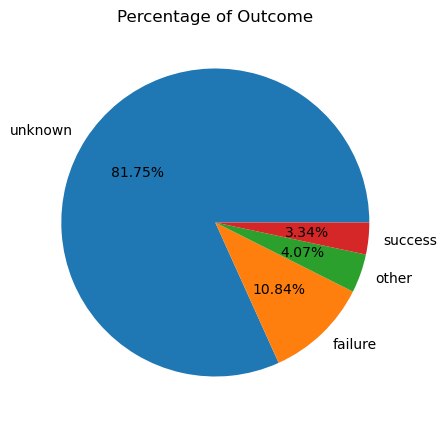 Percentage of Outcome
unknown
81.75%
3.34%
success
4.07%
other
10.84%
failure